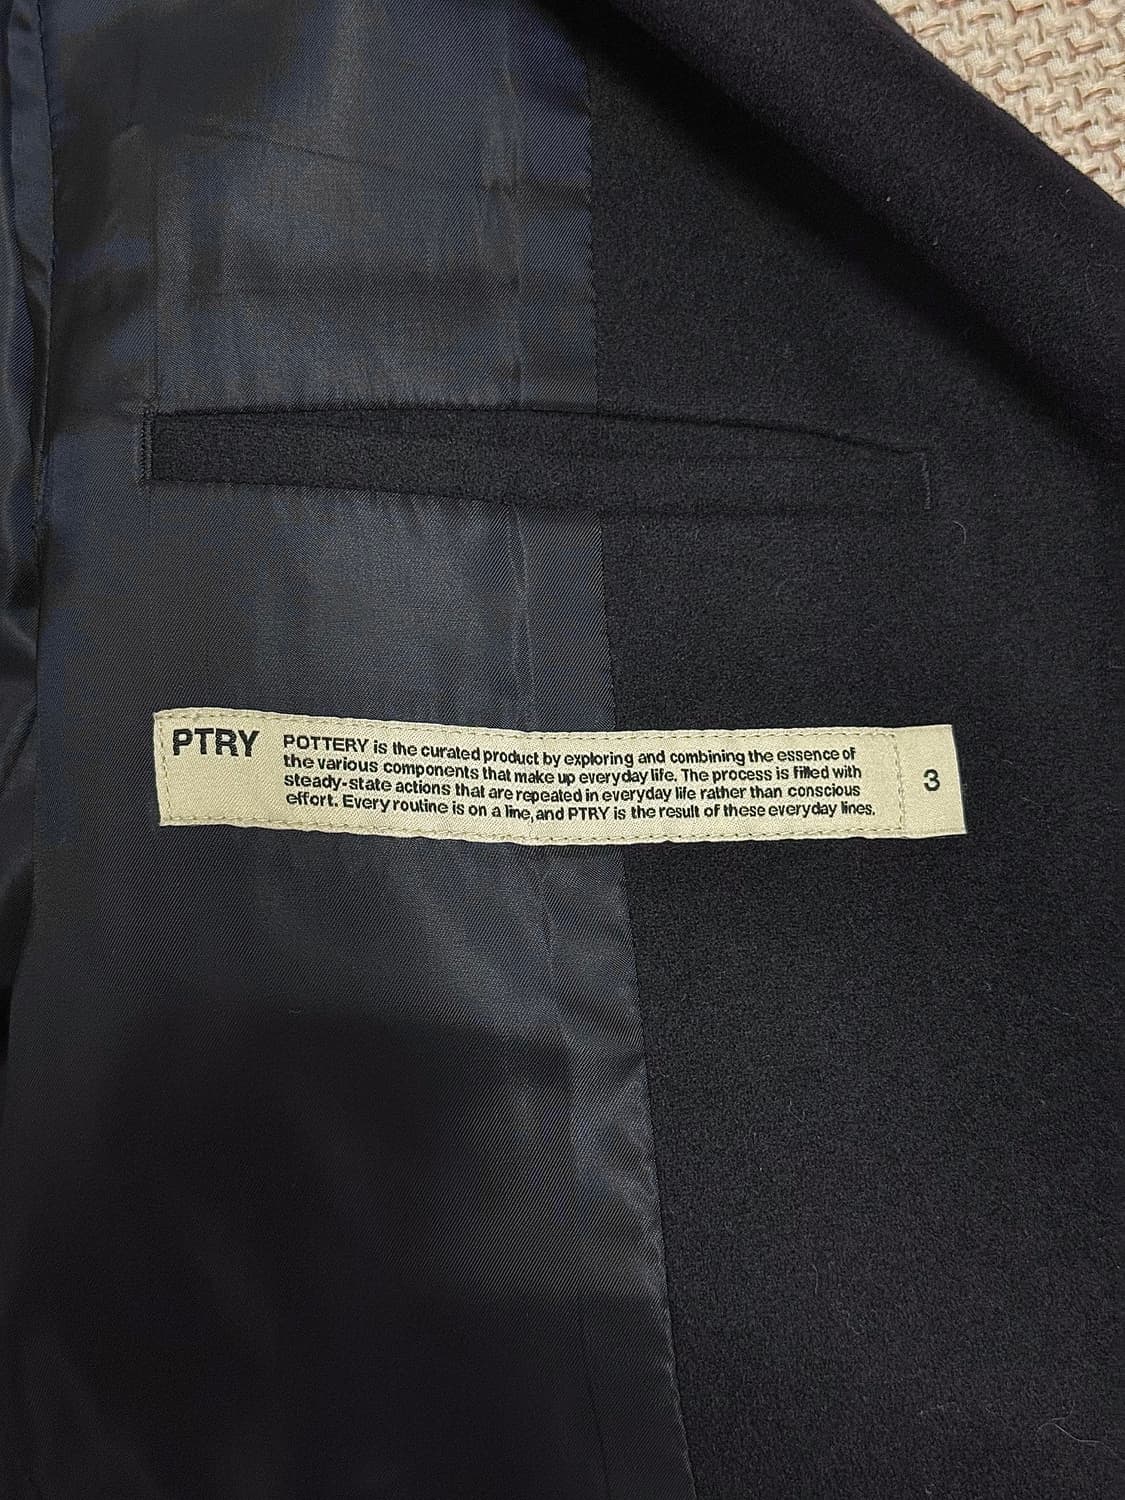 PTRY
POTTERY is the curated product by exploring and combining the essence of
the various components that make up everyday life. The process is filled with
steady-state actions that are repeated in everyday life rather than conscious
effort. Every routine is on a line, and PTRY is the result of these everyday lines.
3